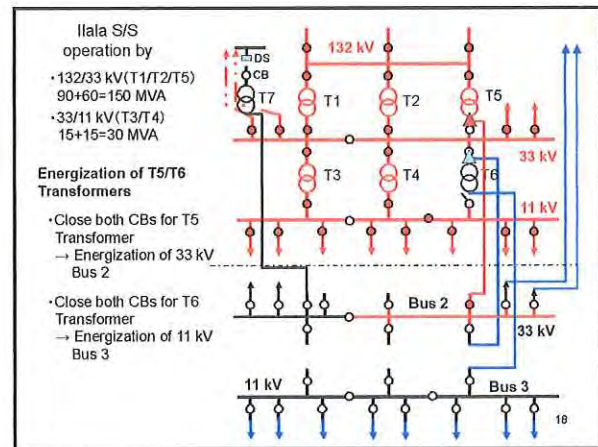 Ilala S/S
operation by
・132/33 kV(T1/T2/T5)
90+60=150 MVA
・33/11 kV(T3/T4)
15+15=30 MVA
Energization of T5/T6
Transformers
・Close both CBs for T5
Transformer
→ Energization of 33 kV
Bus 2
・Close both CBs for T6
Transformer
→ Energization of 11 kV
Bus 3
DS
CB
132 kV
T7
T1
T2
T5
33 kV
T3
T4
T6
11 kV
Bus 2
33 kV
11 kV
Bus 3
18